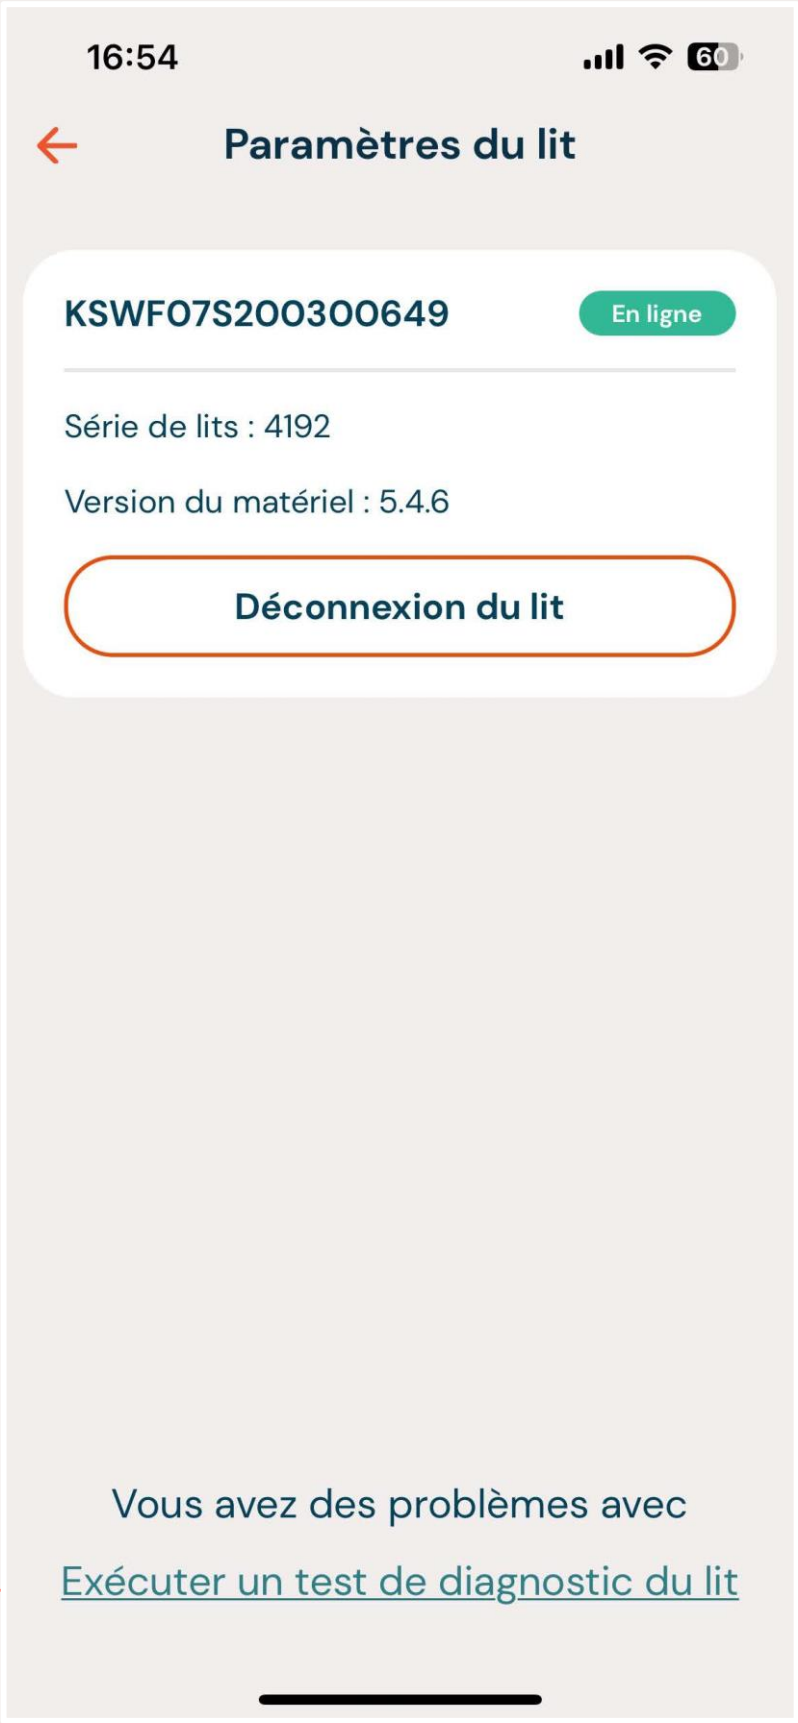 16:54
60
Paramètres du lit
KSWF07S200300649
En ligne
Série de lits : 4192
Version du matériel : 5.4.6
Déconnexion du lit
Vous avez des problèmes avec
Exécuter un test de diagnostic du lit